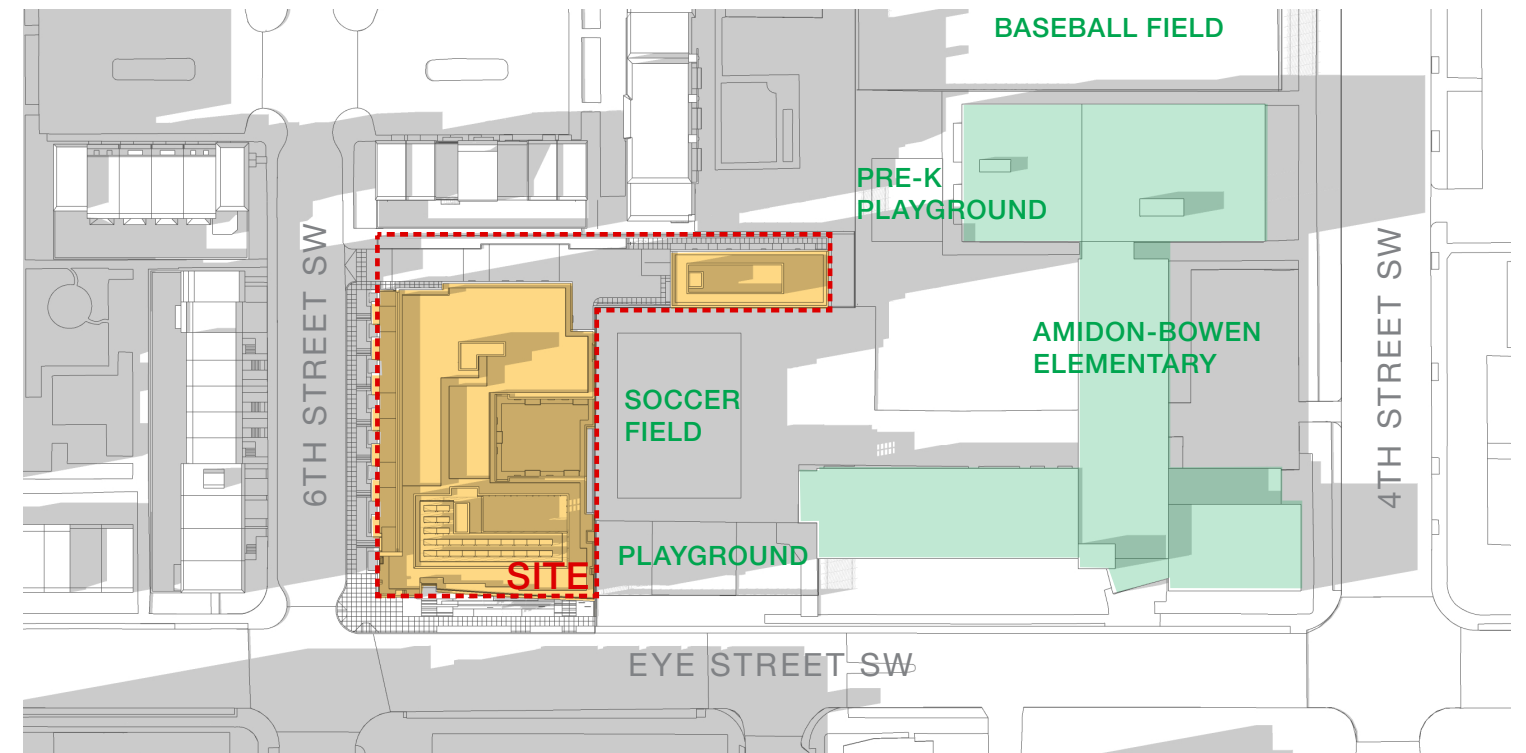 BASEBALL FIELD
PRE-K
PLAYGROUND
6TH STREET SW
4TH STREET SW
AMIDON-BOWEN
ELEMENTARY
SOCCER
FIELD
PLAYGROUND
SITE
EYE STREET SW